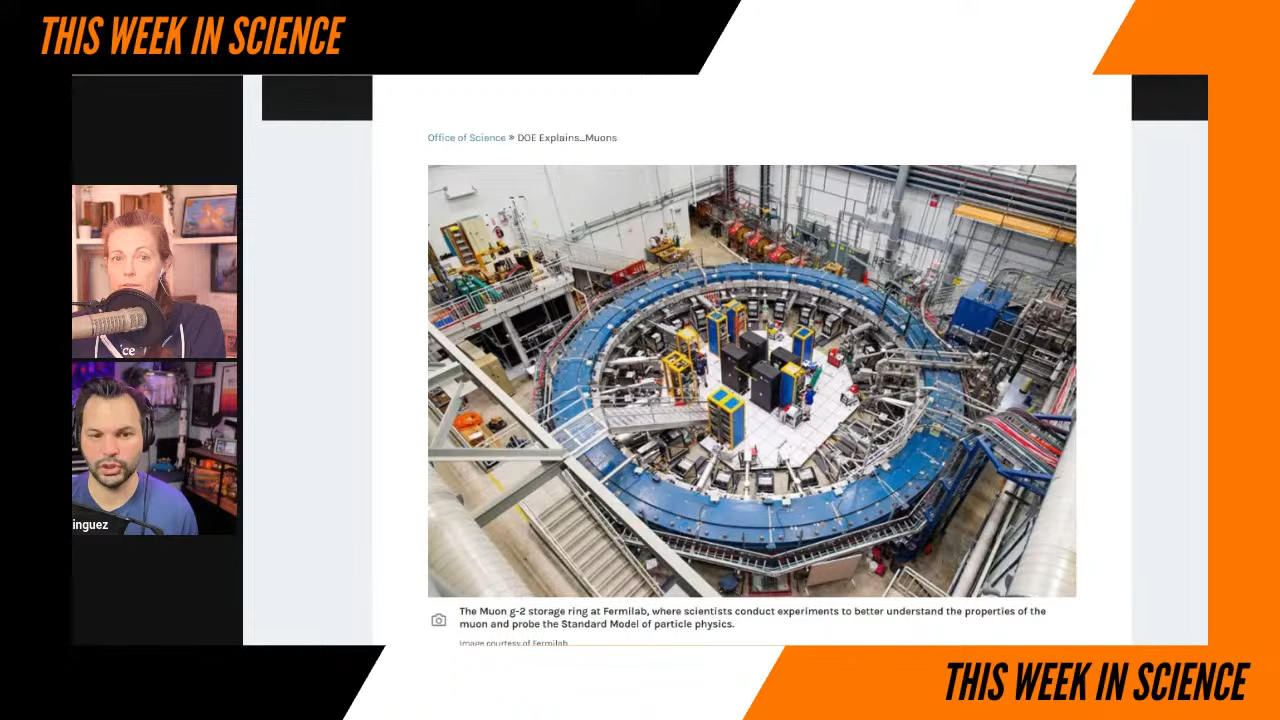 THIS WEEK IN SCIENCE
Office of Science » DOE Explains...Muons
ice
inguez
The Muon g-2 storage ring at Fermilab, where scientists conduct experiments to better understand the properties of the
muon and probe the Standard Model of particle physics.
Image courtesy of Fermilab
THIS WEEK IN SCIENCE